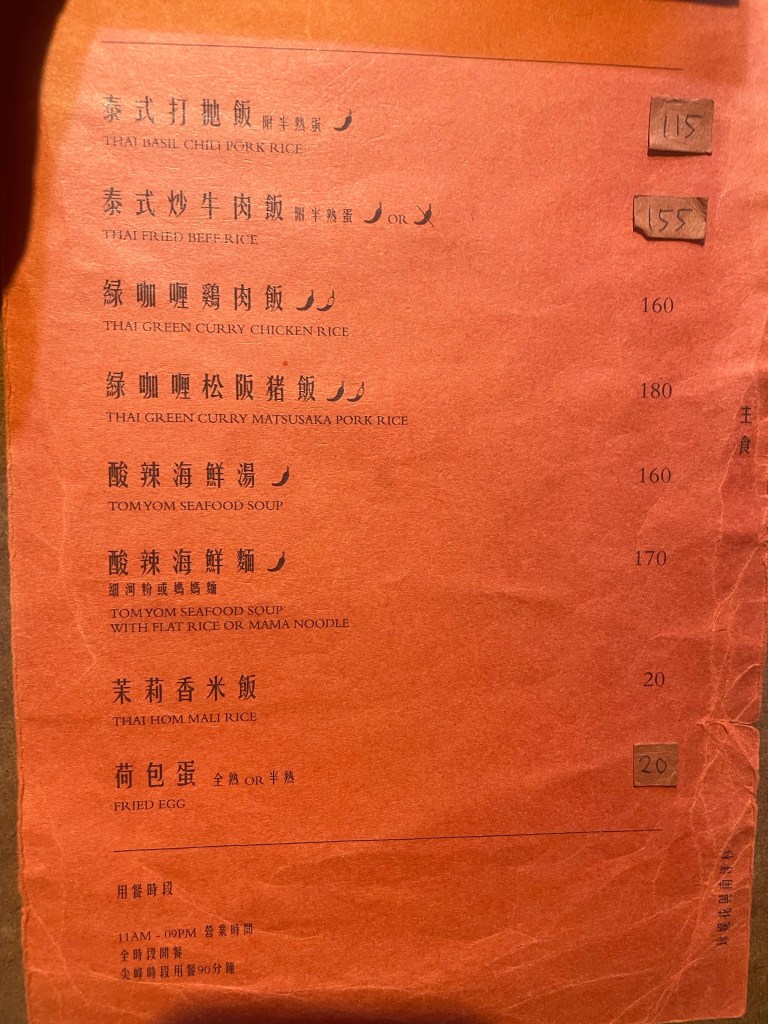 泰式打拋飯 附半熟蛋
115
THAI BASIL CHILI PORK RICE
泰式炒牛肉飯 附半熟蛋 OR
155
THAI FRIED BEEF RICE
綠咖喱鷄肉飯
160
THAI GREEN CURRY CHICKEN RICE
綠咖喱松阪猪飯
180
THAI GREEN CURRY MATSUSAKA PORK RICE
主食
酸辣海鮮湯
160
TOM YOM SEAFOOD SOUP
酸辣海鮮麵
170
細河粉或媽媽麵
TOM YOM SEAFOOD SOUP
WITH FLAT RICE OR MAMA NOODLE
茉莉香米飯
20
THAI HOM MALI RICE
荷包蛋 全熟 OR 半熟
20
FRIED EGG
用餐時段
11AM - 09PM 營業時間
全時段開餐
尖峰時段用餐90分鐘